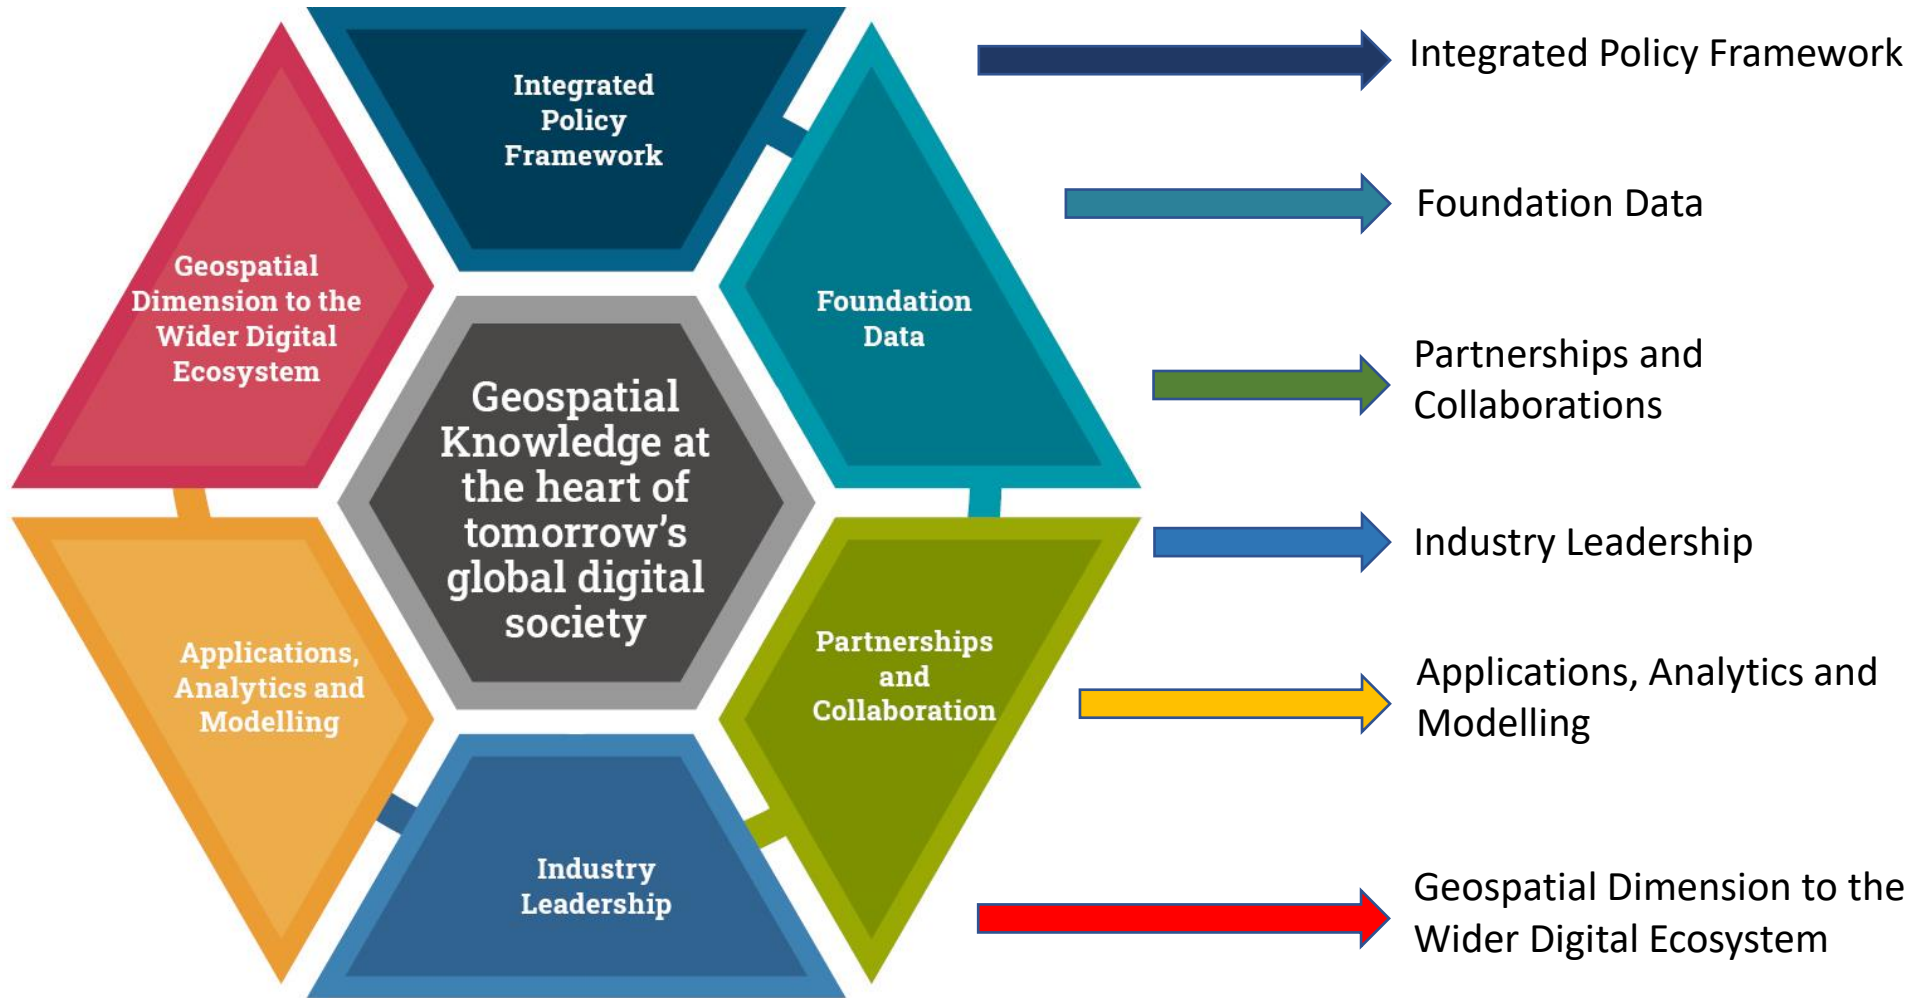 Integrated
Policy
Framework
Geospatial
Dimension to the
Wider Digital
Ecosystem
Foundation
Data
Geospatial
Knowledge at
the heart of
tomorrow's
global digital
society
Applications,
Analytics and
Modelling
Partnerships
and
Collaboration
Industry
Leadership
Integrated Policy Framework
Foundation Data
Partnerships and
Collaborations
Industry Leadership
Applications, Analytics and
Modelling
Geospatial Dimension to the
Wider Digital Ecosystem